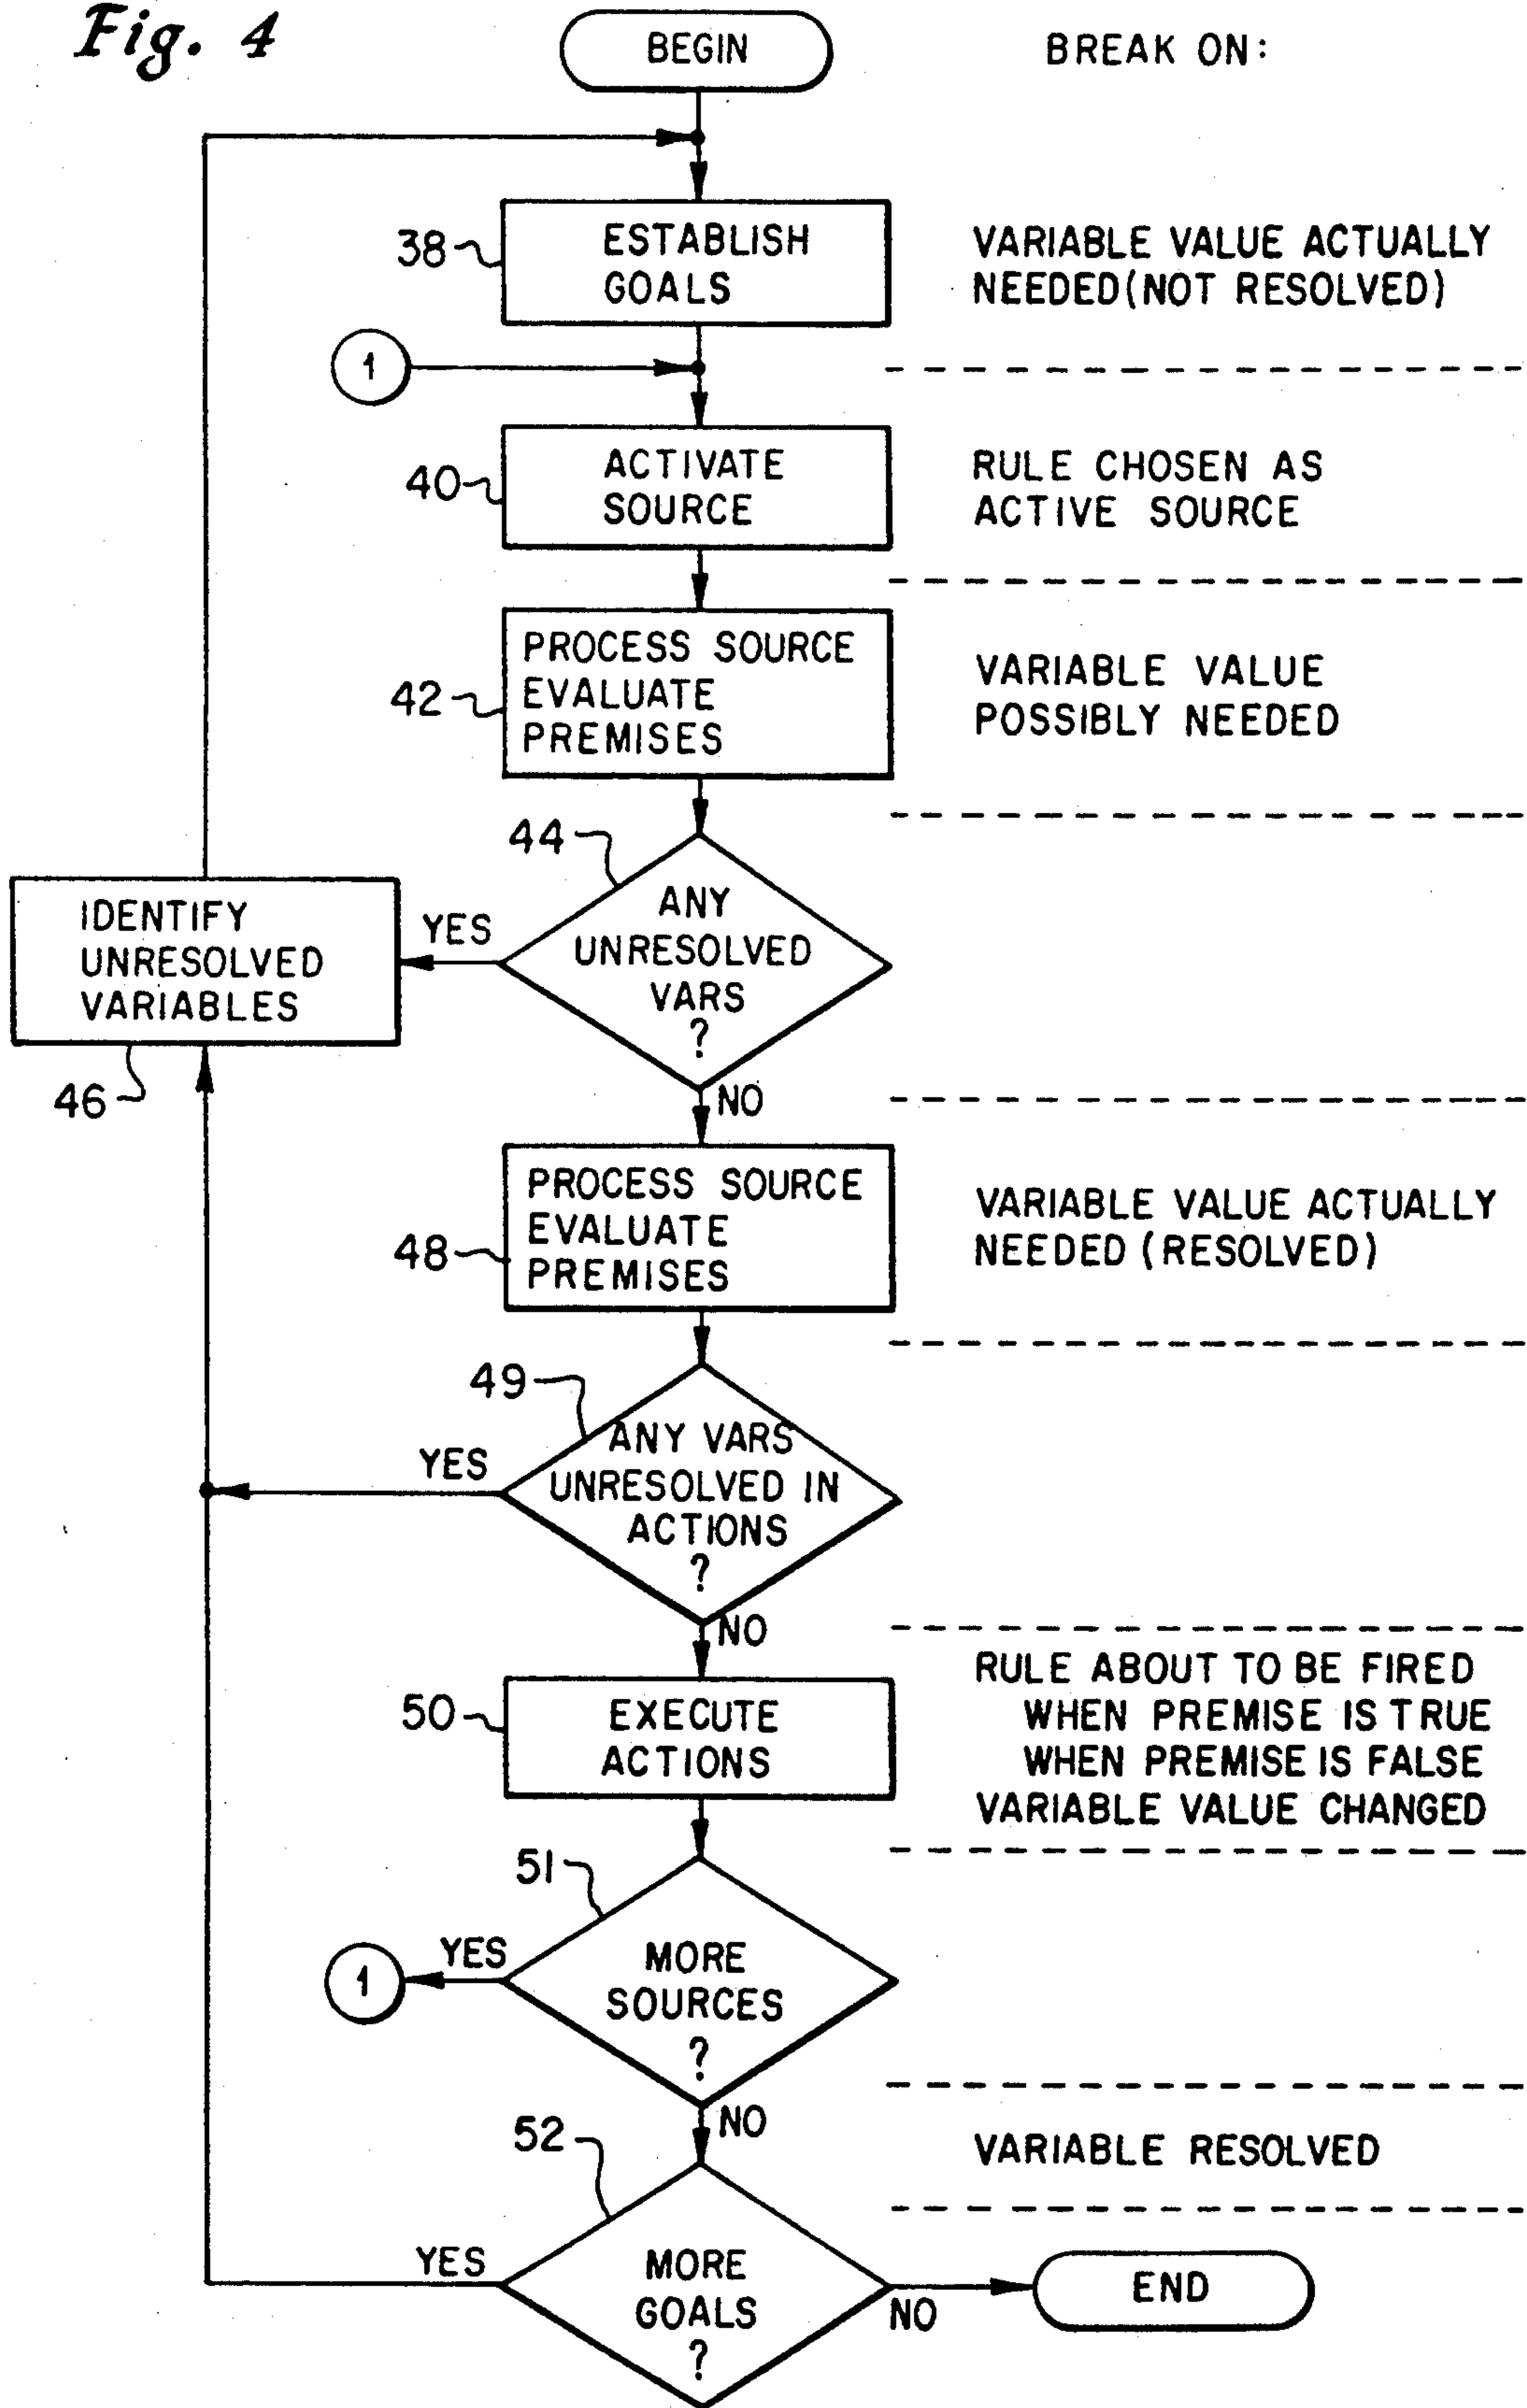 Fig. 4
BEGIN
BREAK ON:
38
ESTABLISH
GOALS
VARIABLE VALUE ACTUALLY
NEEDED (NOT RESOLVED)
1
40
ACTIVATE
SOURCE
RULE CHOSEN AS
ACTIVE SOURCE
42
PROCESS SOURCE
EVALUATE
PREMISES
VARIABLE VALUE
POSSIBLY NEEDED
44
ANY
UNRESOLVED
VARS
?
YES
IDENTIFY
UNRESOLVED
VARIABLES
46
NO
48
PROCESS SOURCE
EVALUATE
PREMISES
VARIABLE VALUE ACTUALLY
NEEDED (RESOLVED)
49
ANY VARS
UNRESOLVED IN
ACTIONS
?
YES
NO
50
EXECUTE
ACTIONS
RULE ABOUT TO BE FIRED
WHEN PREMISE IS TRUE
WHEN PREMISE IS FALSE
VARIABLE VALUE CHANGED
51
MORE
SOURCES
?
YES
1
NO
VARIABLE RESOLVED
52
MORE
GOALS
?
YES
NO
END